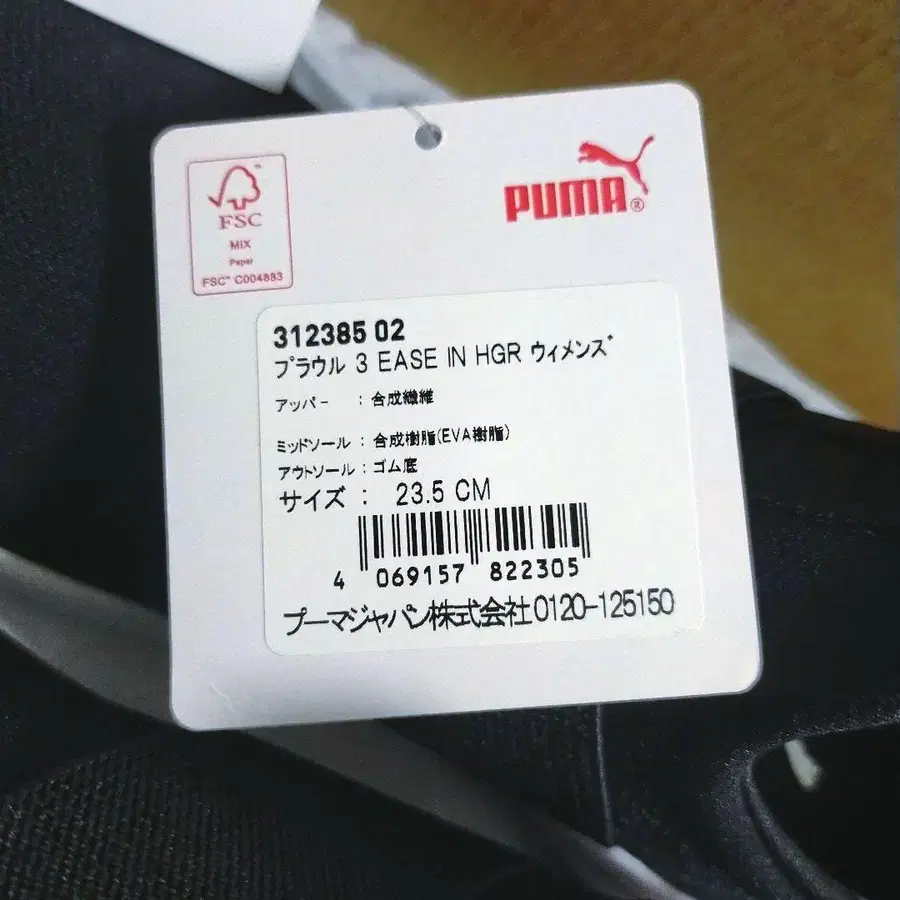 FSC™
MIX
Paper
FSC™ C004883
PUMA®
312385 02
プラウル 3 EASE IN HGR ウィメンズ
アッパー : 合成繊維
ミッドソール : 合成樹脂(EVA樹脂)
アウトソール : ゴム底
サイズ : 23.5 CM
4 069157 822305
プーマジャパン株式会社0120-125150